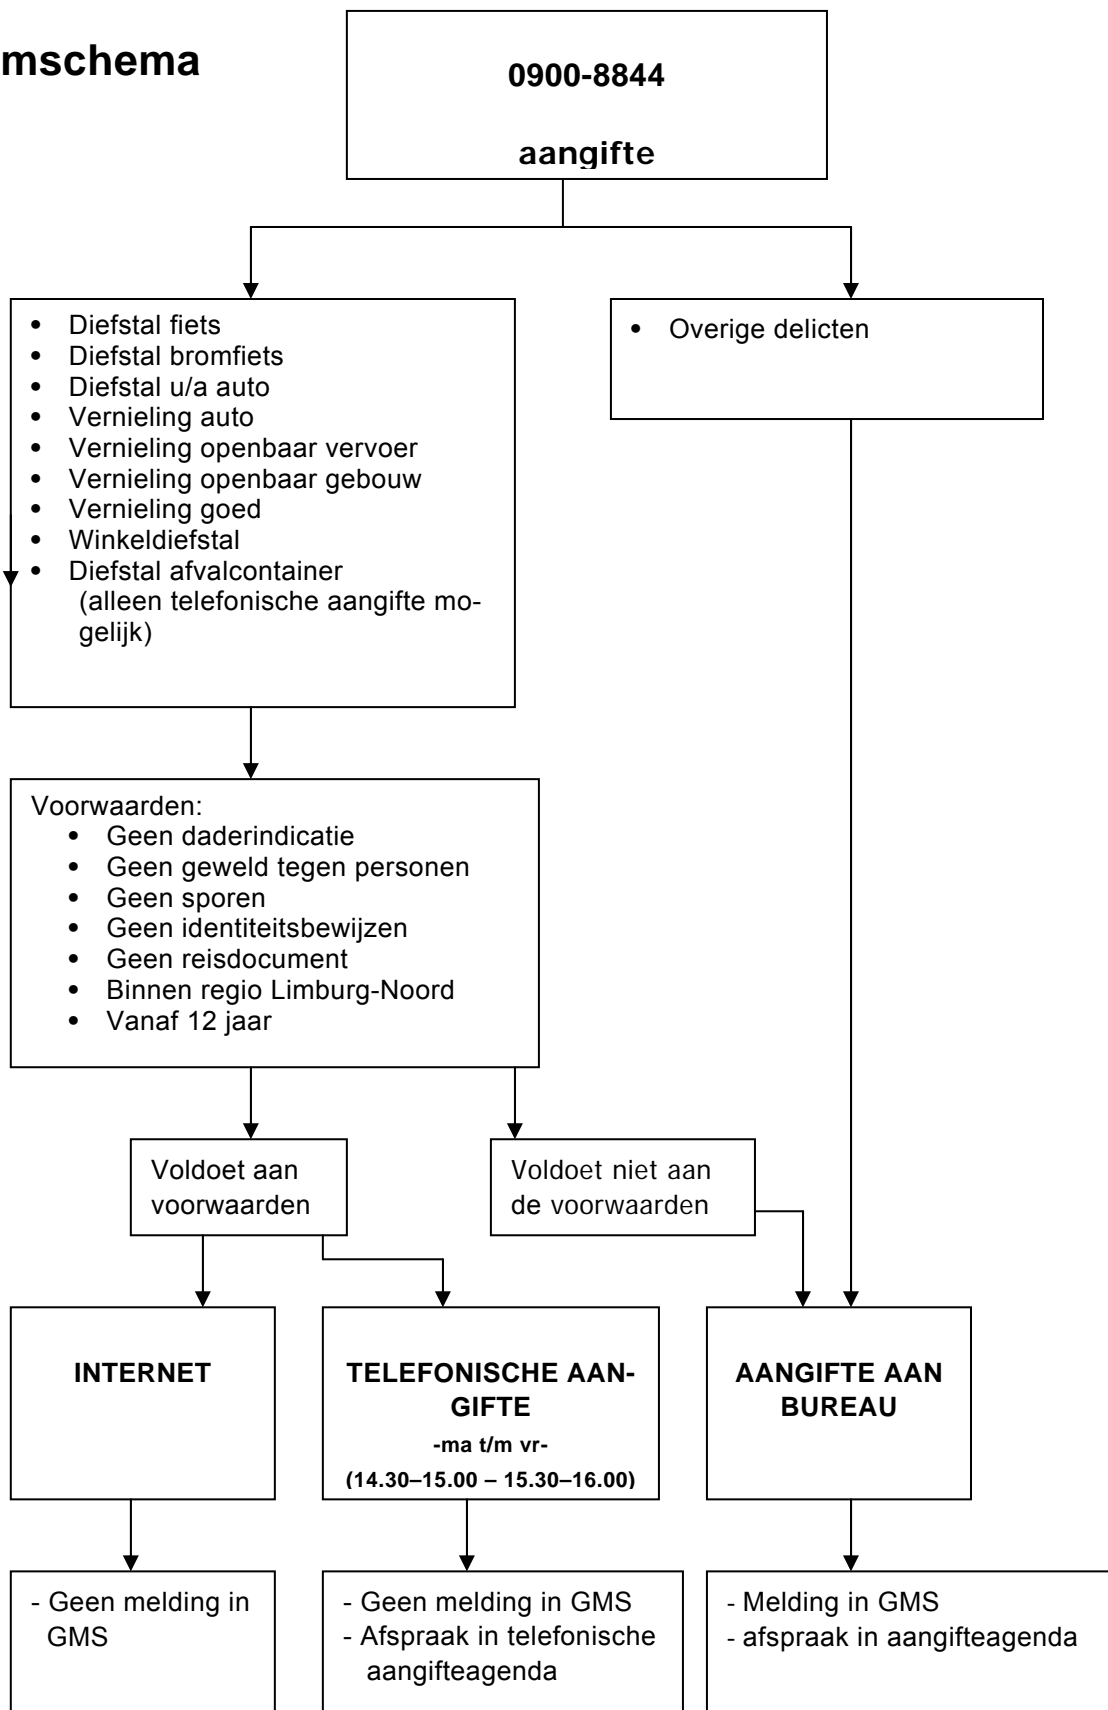 mschema
0900-8844
aangifte
• Diefstal fiets
• Diefstal bromfiets
• Diefstal u/a auto
• Vernieling auto
• Vernieling openbaar vervoer
• Vernieling openbaar gebouw
• Vernieling goed
• Winkeldiefstal
• Diefstal afvalcontainer
(alleen telefonische aangifte mo-
gelijk)
• Overige delicten
Voorwaarden:
• Geen daderindicatie
• Geen geweld tegen personen
• Geen sporen
• Geen identiteitsbewijzen
• Geen reisdocument
• Binnen regio Limburg-Noord
• Vanaf 12 jaar
Voldoet aan
voorwaarden
Voldoet niet aan
de voorwaarden
INTERNET
TELEFONISCHE AAN-
GIFTE
-ma t/m vr-
(14.30–15.00 – 15.30–16.00)
AANGIFTE AAN
BUREAU
- Geen melding in
GMS
- Geen melding in GMS
- Afspraak in telefonische
aangifteagenda
- Melding in GMS
- afspraak in aangifteagenda